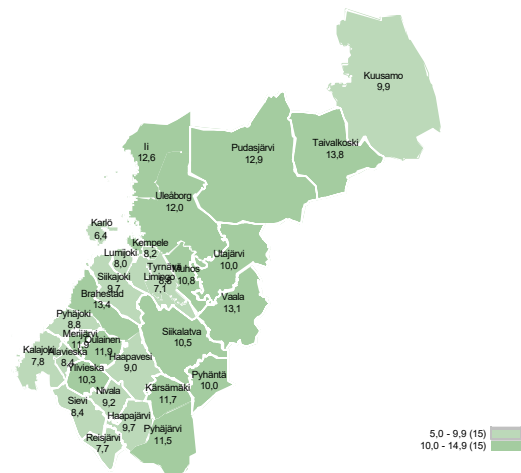 Kuusamo
9,9
Ii
12,6
Pudasjärvi
12,9
Taivalkoski
13,8
Uleåborg
12,0
Karlö
6,4
Kempele
8,2
Lumijoki
8,0
Tyrnävä
8,8
Muhos
10,8
Utajärvi
10,0
Siikajoki
9,7
Limingo
7,1
Brahestad
13,4
Vaala
13,1
Pyhäjoki
8,8
Siikalatva
10,5
Merijärvi
11,9
Oulainen
11,9
Kalajoki
7,8
Alavieska
8,4
Haapavesi
9,0
Ylivieska
10,3
Pyhäntä
10,0
Nivala
9,2
Kärsämäki
11,7
Sievi
8,4
Haapajärvi
9,7
Pyhäjärvi
11,5
Reisjärvi
7,7
5,0 - 9,9 (15)
10,0 - 14,9 (15)